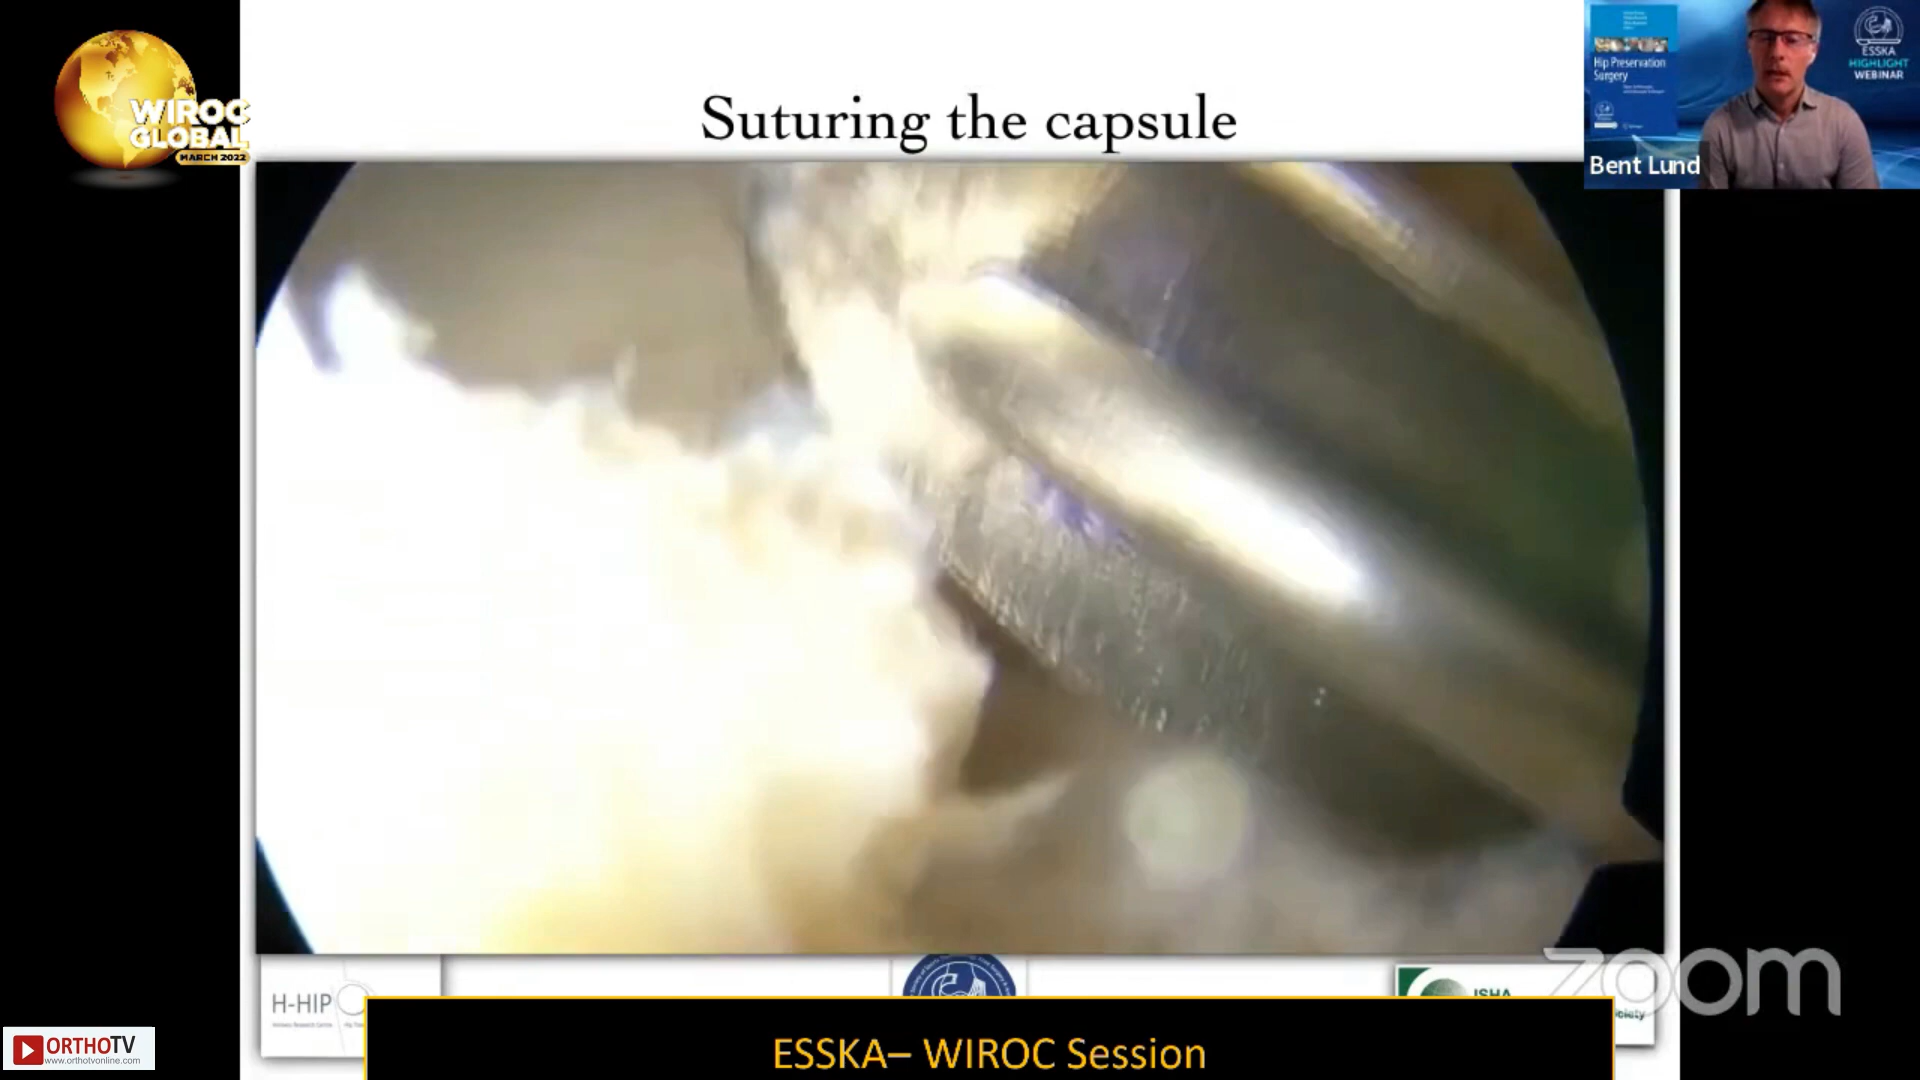 WIROC
GLOBAL
MARCH 2022
Suturing the capsule
Hip Preservation
Surgery
ESSKA
HIGHLIGHT
WEBINAR
Bent Lund
H-HIP
ISHA
zoom
ORTHOTV
www.orthotvonline.com
ESSKA– WIROC Session